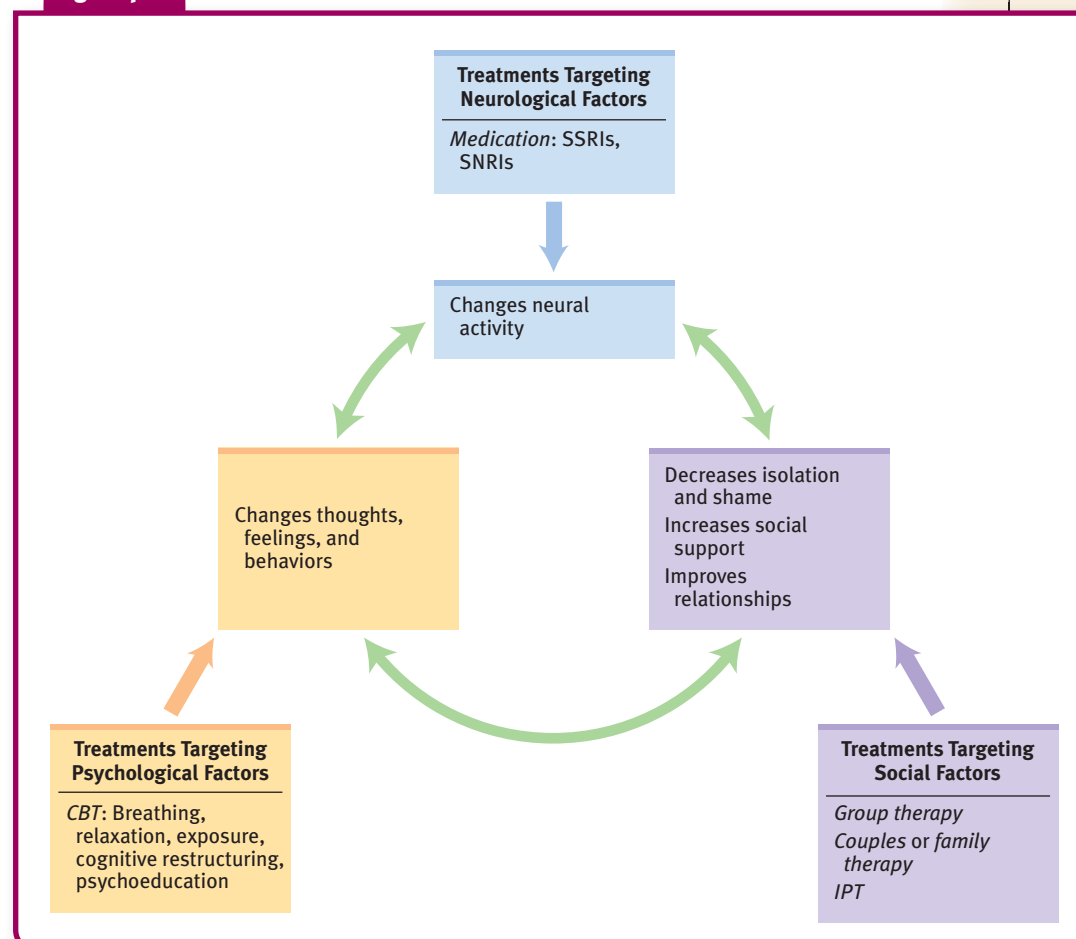 Treatments Targeting
Neurological Factors
Medication: SSRIs,
SNRIs
Changes neural
activity
Changes thoughts,
feelings, and
behaviors
Decreases isolation
and shame
Increases social
support
Improves
relationships
Treatments Targeting
Psychological Factors
CBT: Breathing,
relaxation, exposure,
cognitive restructuring,
psychoeducation
Treatments Targeting
Social Factors
Group therapy
Couples or family
therapy
IPT